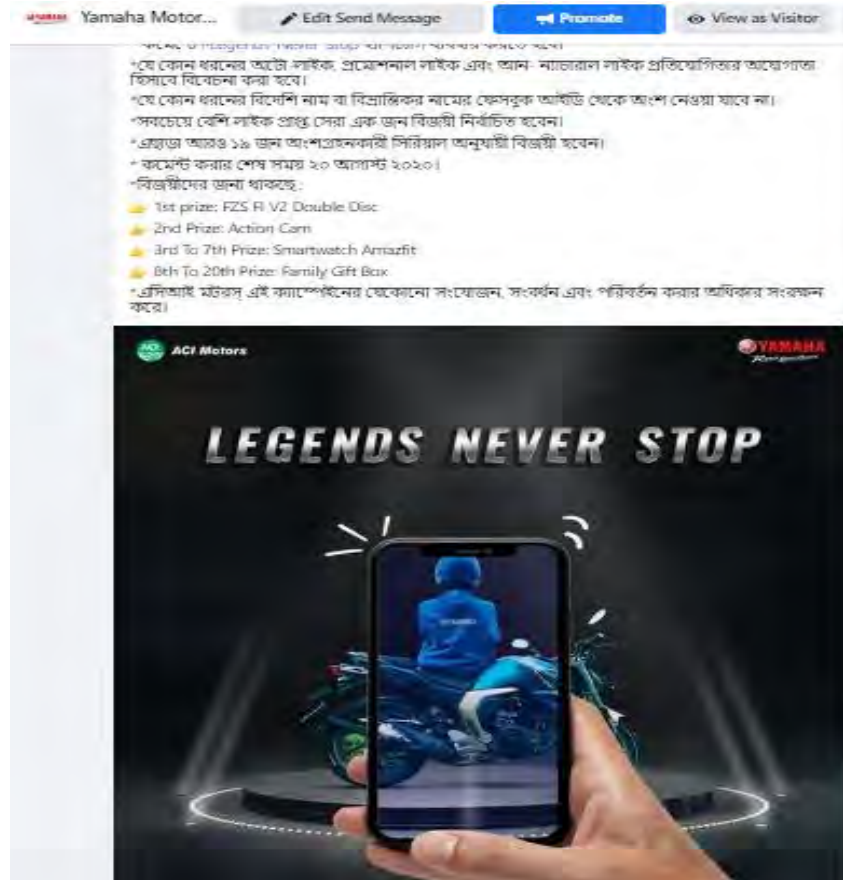 Yamaha Motor... Edit Send Message Promote View as Visitor
#Legends Never Stop
*যে কোন ধরনের অটো-লাইক, প্রমোশনাল লাইক এবং আন- ন্যাচারাল লাইক প্রতিযোগিতার অযোগ্যতা
হিসাবে বিবেচনা করা হবে।
*যে কোন ধরনের বিদেশি নাম বা বিভ্রান্তিকর নামের ফেসবুক আইডি থেকে অংশ নেওয়া যাবে না।
*সবচেয়ে বেশি লাইক প্রাপ্ত সেরা এক জন বিজয়ী নির্বাচিত হবেন।
*এছাড়া আরও ১৯ জন অংশগ্রহনকারী সিরিয়াল অনুযায়ী বিজয়ী হবেন।
* কমেন্ট করার শেষ সময় ২০ আগস্ট ২০২০।
*বিজয়ীদের জন্য থাকছে :
👉 1st prize: FZS FI V2 Double Disc
👉 2nd Prize: Action Cam
👉 3rd To 7th Prize: Smartwatch Amazfit
👉 8th To 20th Prize: Family Gift Box
*এসিআই মটরস্ এই ক্যাম্পেইনের যেকোনো সংযোজন, সংবর্ধন এবং পরিবর্তন করার অধিকার সংরক্ষন
করে।
ACI Motors
YAMAHA
LEGENDS NEVER STOP